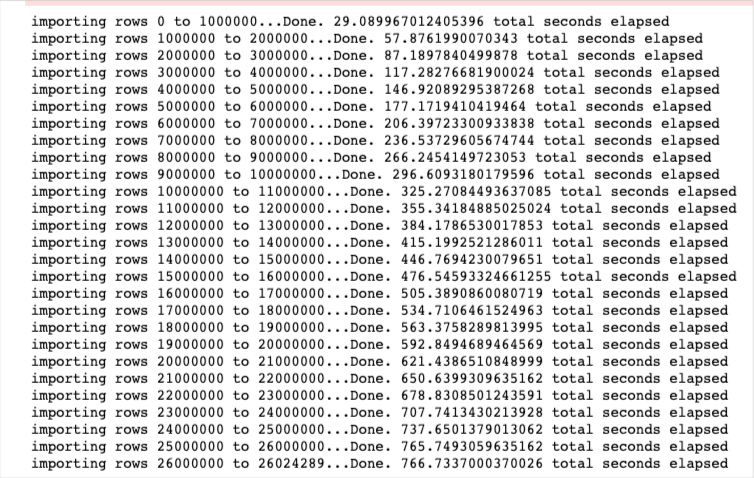 importing rows 0 to 1000000...Done. 29.089967012405396 total seconds elapsed
importing rows 1000000 to 2000000...Done. 57.8761990070343 total seconds elapsed
importing rows 2000000 to 3000000...Done. 87.1897840499878 total seconds elapsed
importing rows 3000000 to 4000000...Done. 117.28276681900024 total seconds elapsed
importing rows 4000000 to 5000000...Done. 146.92089295387268 total seconds elapsed
importing rows 5000000 to 6000000...Done. 177.1719410419464 total seconds elapsed
importing rows 6000000 to 7000000...Done. 206.39723300933838 total seconds elapsed
importing rows 7000000 to 8000000...Done. 236.53729605674744 total seconds elapsed
importing rows 8000000 to 9000000...Done. 266.2454149723053 total seconds elapsed
importing rows 9000000 to 10000000...Done. 296.6093180179596 total seconds elapsed
importing rows 10000000 to 11000000...Done. 325.27084493637085 total seconds elapsed
importing rows 11000000 to 12000000...Done. 355.34184885025024 total seconds elapsed
importing rows 12000000 to 13000000...Done. 384.1786530017853 total seconds elapsed
importing rows 13000000 to 14000000...Done. 415.1992521286011 total seconds elapsed
importing rows 14000000 to 15000000...Done. 446.7694230079651 total seconds elapsed
importing rows 15000000 to 16000000...Done. 476.54593324661255 total seconds elapsed
importing rows 16000000 to 17000000...Done. 505.3890860080719 total seconds elapsed
importing rows 17000000 to 18000000...Done. 534.7106461524963 total seconds elapsed
importing rows 18000000 to 19000000...Done. 563.3758289813995 total seconds elapsed
importing rows 19000000 to 20000000...Done. 592.8494689464569 total seconds elapsed
importing rows 20000000 to 21000000...Done. 621.4386510848999 total seconds elapsed
importing rows 21000000 to 22000000...Done. 650.6399309635162 total seconds elapsed
importing rows 22000000 to 23000000...Done. 678.8308501243591 total seconds elapsed
importing rows 23000000 to 24000000...Done. 707.7413430213928 total seconds elapsed
importing rows 24000000 to 25000000...Done. 737.6501379013062 total seconds elapsed
importing rows 25000000 to 26000000...Done. 765.7493059635162 total seconds elapsed
importing rows 26000000 to 26024289...Done. 766.7337000370026 total seconds elapsed